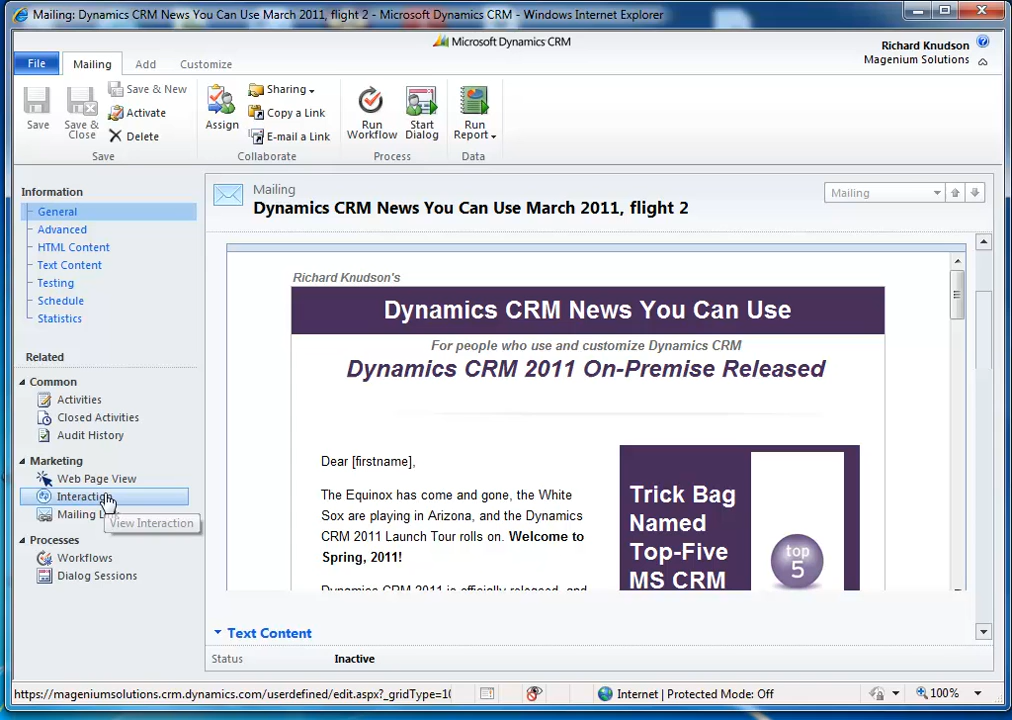 Mailing: Dynamics CRM News You Can Use March 2011, flight 2 - Microsoft Dynamics CRM - Windows Internet Explorer
Microsoft Dynamics CRM
Richard Knudson
Magenium Solutions
File
Mailing
Add
Customize
Save
Save & Close
Save & New
Activate
Delete
Save
Assign
Sharing
Copy a Link
E-mail a Link
Collaborate
Run Workflow
Start Dialog
Process
Run Report
Data
Information
General
Advanced
HTML Content
Text Content
Testing
Schedule
Statistics
Related
Common
Activities
Closed Activities
Audit History
Marketing
Web Page View
Interaction
Mailing L
View Interaction
Processes
Workflows
Dialog Sessions
Mailing
Dynamics CRM News You Can Use March 2011, flight 2
Mailing
Richard Knudson's
Dynamics CRM News You Can Use
For people who use and customize Dynamics CRM
Dynamics CRM 2011 On-Premise Released
Dear [firstname],
The Equinox has come and gone, the White
Sox are playing in Arizona, and the Dynamics
CRM 2011 Launch Tour rolls on. Welcome to
Spring, 2011!
Dynamics CRM 2011 is officially released, and
Trick Bag
Named
Top-Five
MS CRM
top
5
Text Content
Status
Inactive
https://mageniumsolutions.crm.dynamics.com/userdefined/edit.aspx?_gridType=10
Internet | Protected Mode: Off
100%